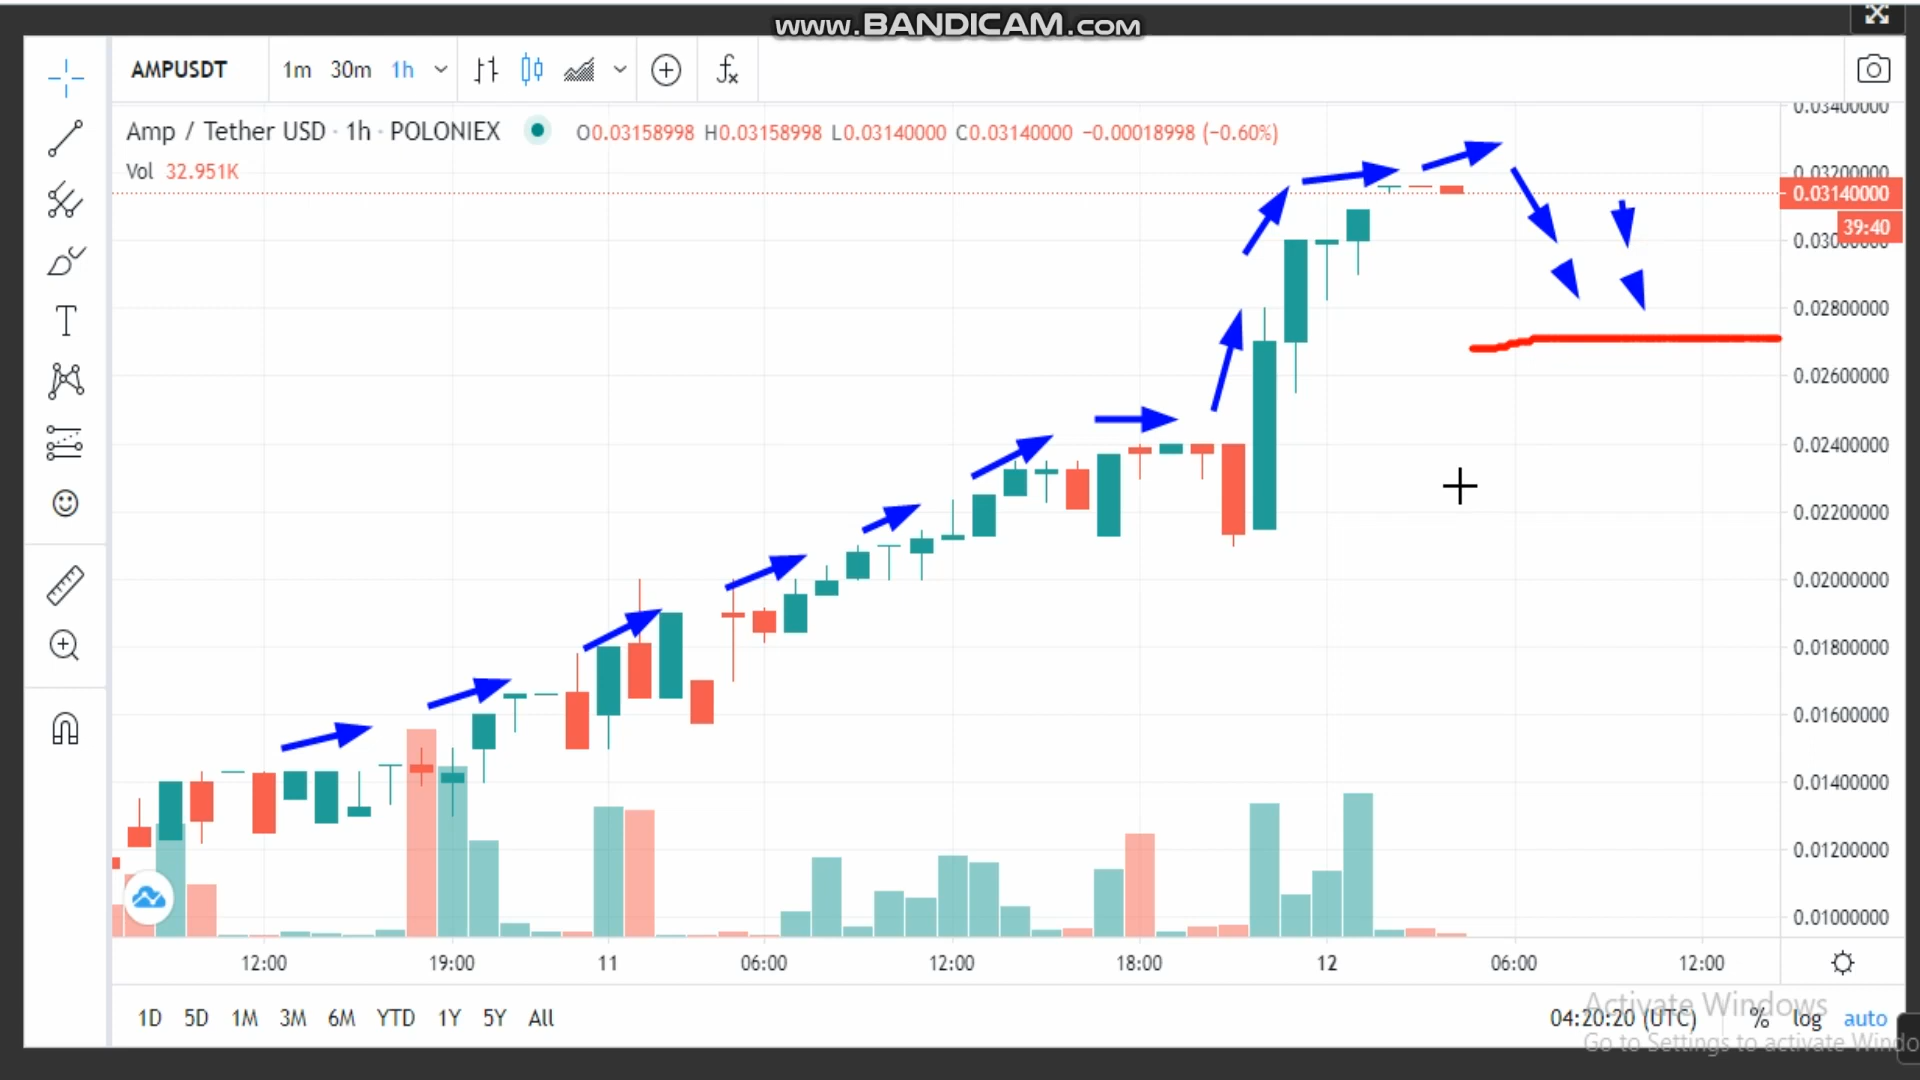 www.BANDICAM.com
AMPUSDT 1m 30m 1h
Amp / Tether USD · 1h · POLONIEX O0.03158998 H0.03158998 L0.03140000 C0.03140000 −0.00018998 (−0.60%)
Vol 32.951K
0.03400000
0.03200000
0.03140000
39:40
0.02800000
0.02600000
0.02400000
0.02200000
0.02000000
0.01800000
0.01600000
0.01400000
0.01200000
0.01000000
12:00 19:00 11 06:00 12:00 18:00 12 06:00 12:00
1D 5D 1M 3M 6M YTD 1Y 5Y All 04:20:20 (UTC) % log auto
Activate Windows
Go to Settings to activate Windo